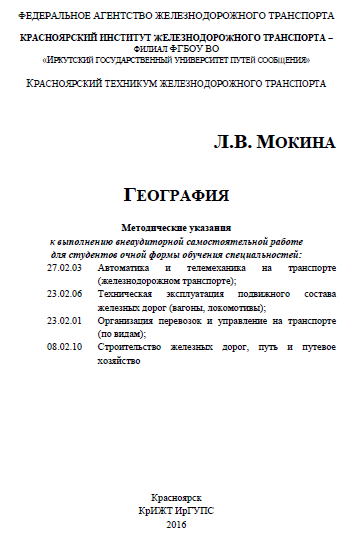 ФЕДЕРАЛЬНОЕ АГЕНТСТВО ЖЕЛЕЗНОДОРОЖНОГО ТРАНСПОРТА
КРАСНОЯРСКИЙ ИНСТИТУТ ЖЕЛЕЗНОДОРОЖНОГО ТРАНСПОРТА –
ФИЛИАЛ ФГБОУ ВО
«ИРКУТСКИЙ ГОСУДАРСТВЕННЫЙ УНИВЕРСИТЕТ ПУТЕЙ СООБЩЕНИЯ»
КРАСНОЯРСКИЙ ТЕХНИКУМ ЖЕЛЕЗНОДОРОЖНОГО ТРАНСПОРТА
Л.В. МОКИНА
ГЕОГРАФИЯ
Методические указания
к выполнению внеаудиторной самостоятельной работе
для студентов очной формы обучения специальностей:
27.02.03 Автоматика и телемеханика на транспорте
(железнодорожном транспорте);
23.02.06 Техническая эксплуатация подвижного состава
железных дорог (вагоны, локомотивы);
23.02.01 Организация перевозок и управление на транспорте
(по видам);
08.02.10 Строительство железных дорог, путь и путевое
хозяйство
Красноярск
КрИЖТ ИрГУПС
2016